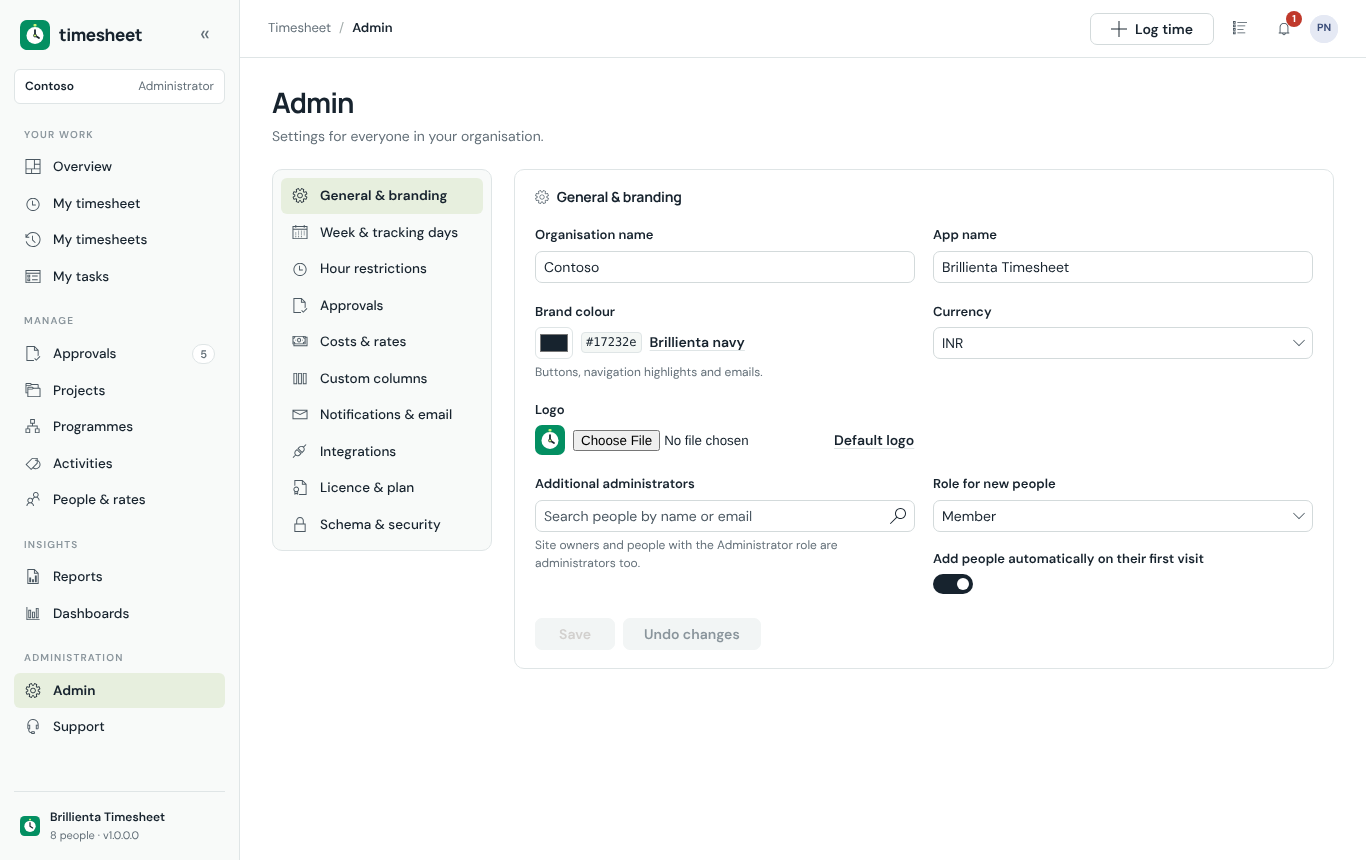 timesheet
«
Contoso Administrator
YOUR WORK
Overview
My timesheet
My timesheets
My tasks
MANAGE
Approvals 5
Projects
Programmes
Activities
People & rates
INSIGHTS
Reports
Dashboards
ADMINISTRATION
Admin
Support
Brillienta Timesheet
8 people · v1.0.0.0
Timesheet / Admin
Log time
1
PN
Admin
Settings for everyone in your organisation.
General & branding
Week & tracking days
Hour restrictions
Approvals
Costs & rates
Custom columns
Notifications & email
Integrations
Licence & plan
Schema & security
General & branding
Organisation name
Contoso
App name
Brillienta Timesheet
Brand colour
#17232e Brillienta navy
Buttons, navigation highlights and emails.
Currency
INR
Logo
Choose File No file chosen Default logo
Additional administrators
Search people by name or email
Site owners and people with the Administrator role are
administrators too.
Role for new people
Member
Add people automatically on their first visit
Save Undo changes